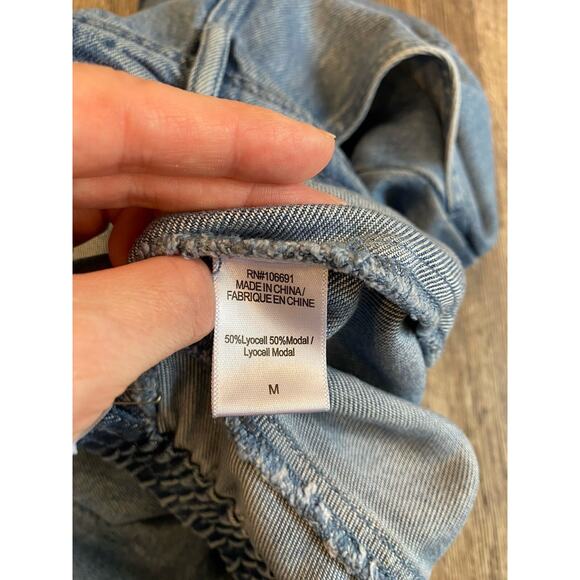 RN#106691
MADE IN CHINA /
FABRIQUE EN CHINE
50%Lyocell 50%Modal /
Lyocell Modal
M